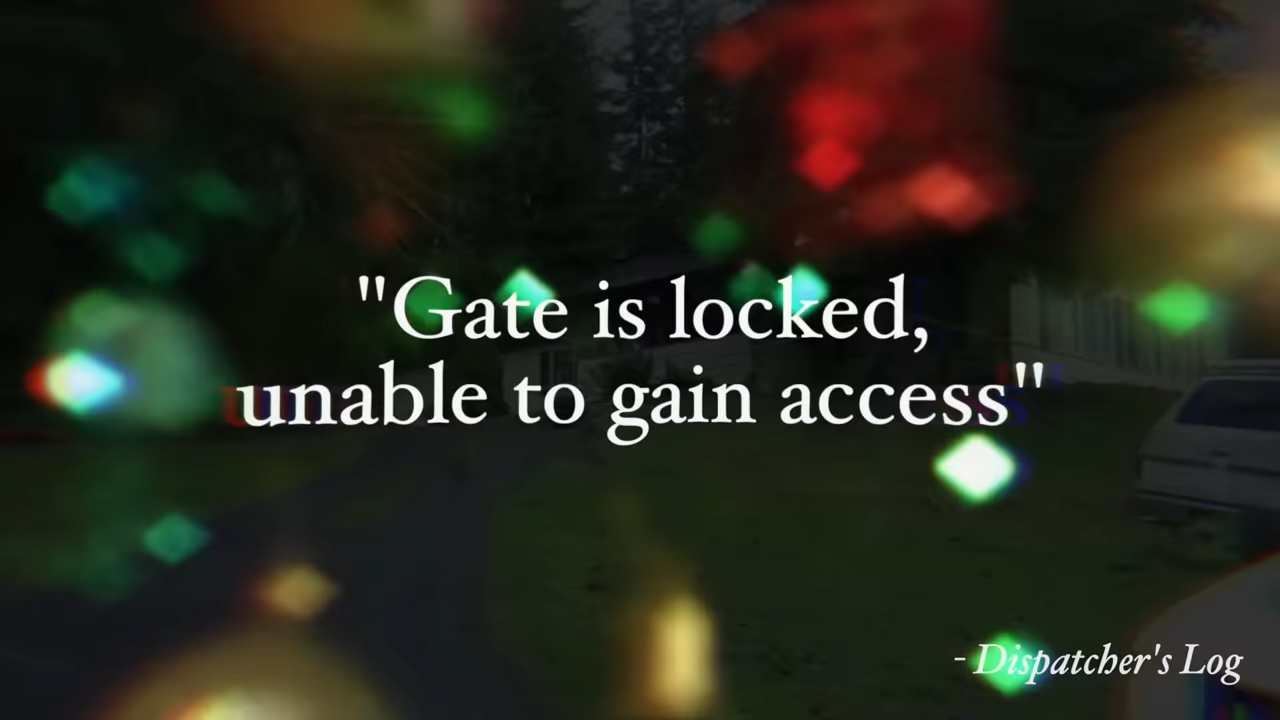 "Gate is locked,
unable to gain access"
- Dispatcher's Log